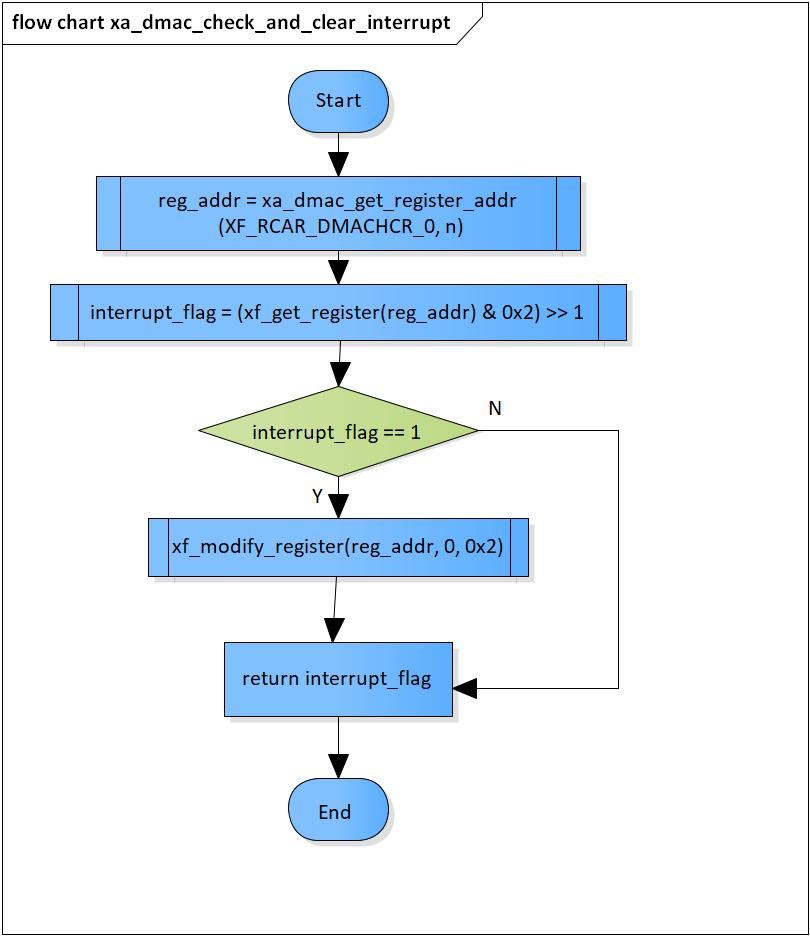 flow chart xa_dmac_check_and_clear_interrupt
Start
reg_addr = xa_dmac_get_register_addr
(XF_RCAR_DMACHCR_0, n)
interrupt_flag = (xf_get_register(reg_addr) & 0x2) >> 1
interrupt_flag == 1
N
Y
xf_modify_register(reg_addr, 0, 0x2)
return interrupt_flag
End